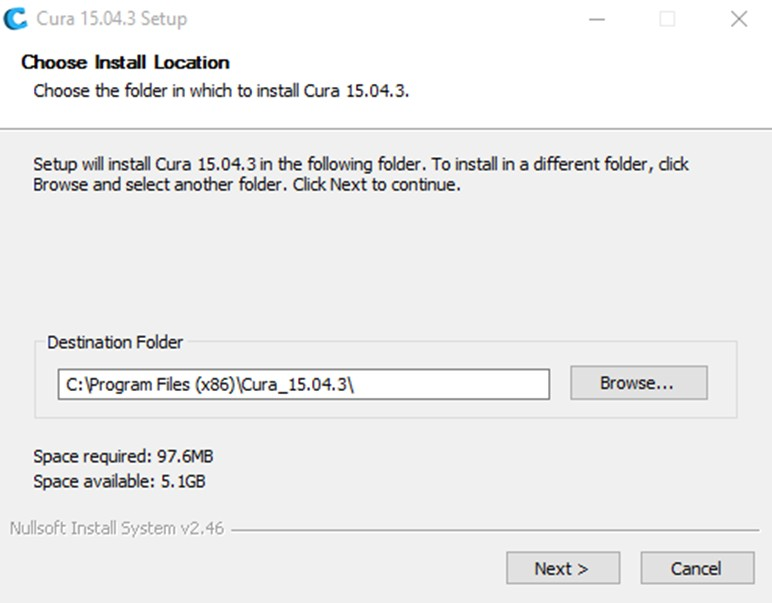 Cura 15.04.3 Setup
Choose Install Location
Choose the folder in which to install Cura 15.04.3.
Setup will install Cura 15.04.3 in the following folder. To install in a different folder, click
Browse and select another folder. Click Next to continue.
Destination Folder
C:\Program Files (x86)\Cura_15.04.3\
Browse...
Space required: 97.6MB
Space available: 5.1GB
Nullsoft Install System v2.46
Next >
Cancel